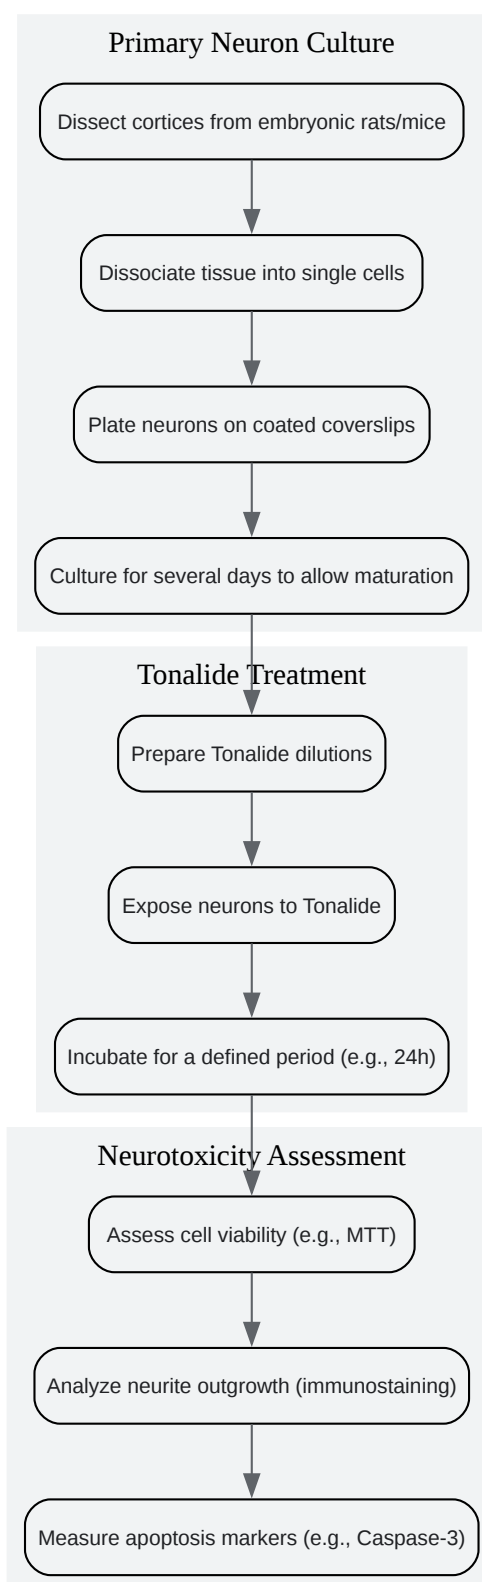 Primary Neuron Culture
Dissect cortices from embryonic rats/mice
Dissociate tissue into single cells
Plate neurons on coated coverslips
Culture for several days to allow maturation
Tonalide Treatment
Prepare Tonalide dilutions
Expose neurons to Tonalide
Incubate for a defined period (e.g., 24h)
Neurotoxicity Assessment
Assess cell viability (e.g., MTT)
Analyze neurite outgrowth (immunostaining)
Measure apoptosis markers (e.g., Caspase-3)